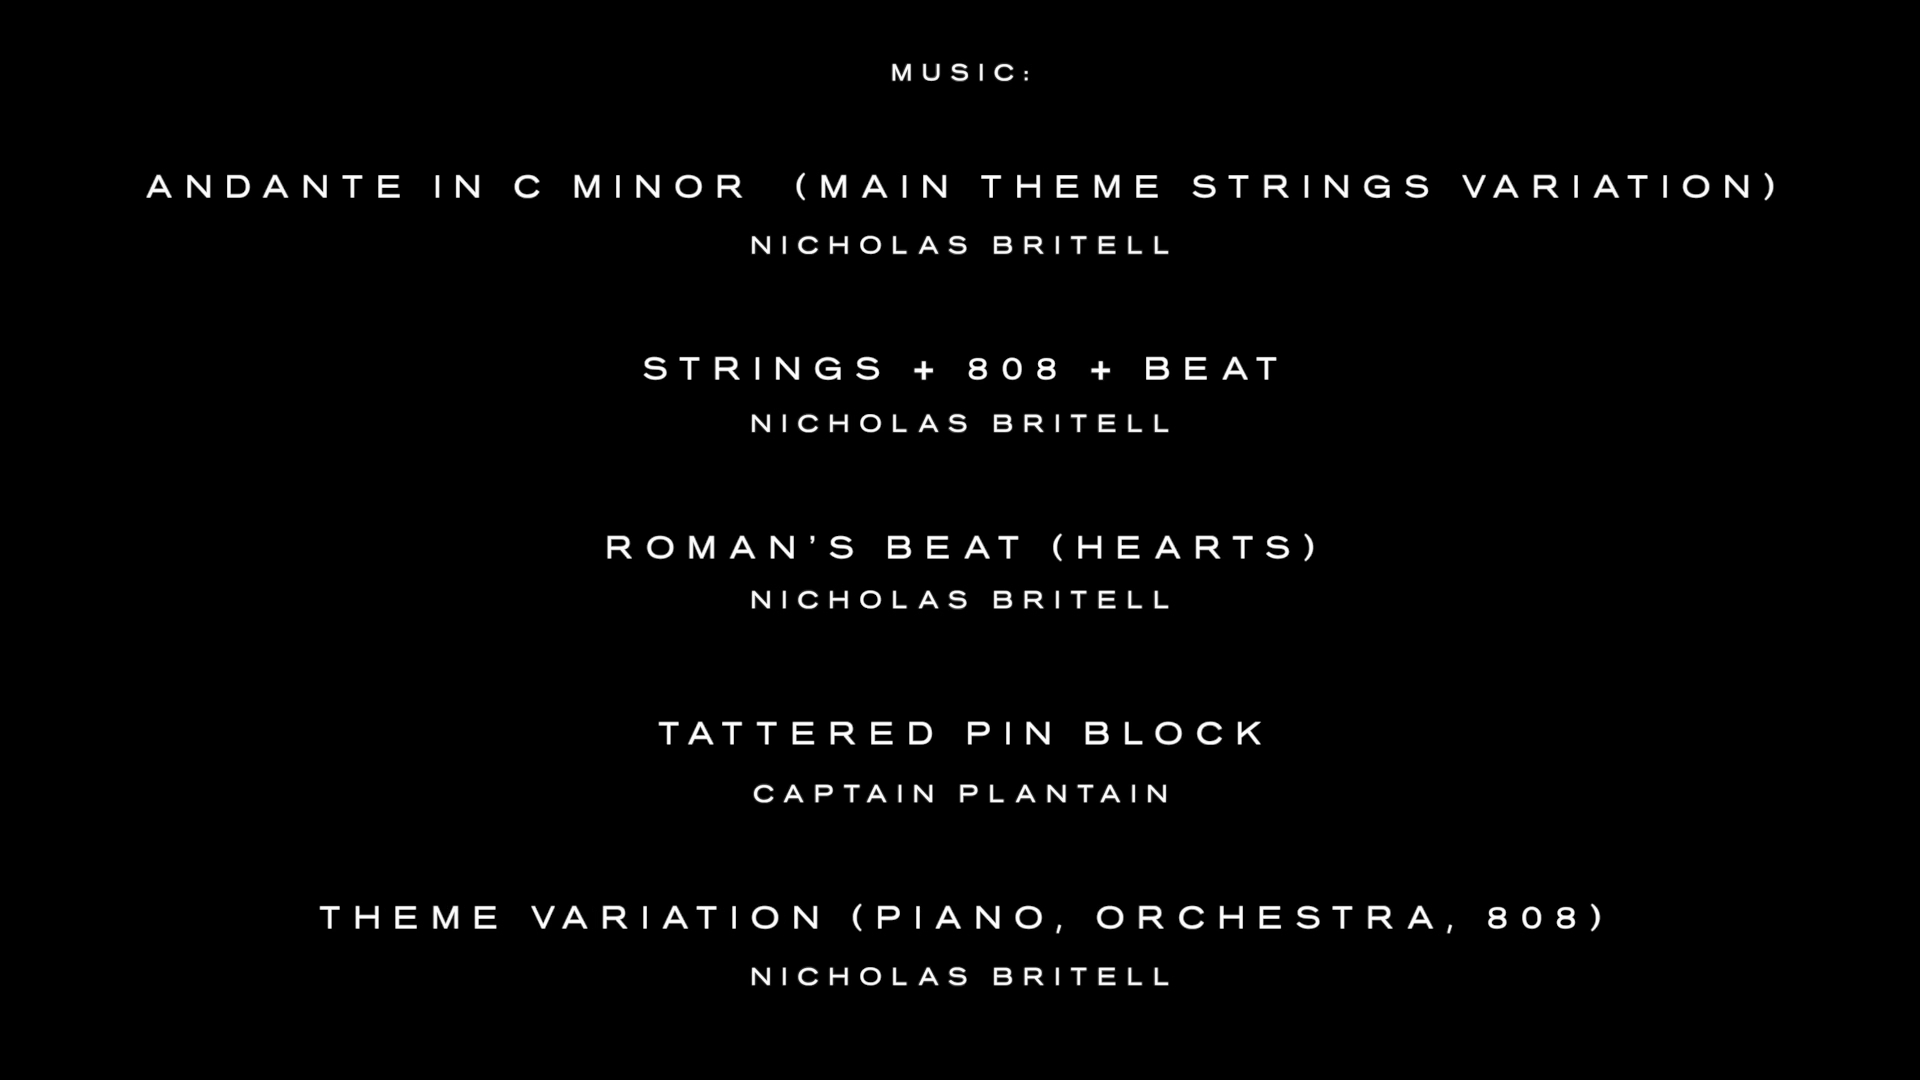 MUSIC:
ANDANTE IN C MINOR (MAIN THEME STRINGS VARIATION)
NICHOLAS BRITELL
STRINGS + 808 + BEAT
NICHOLAS BRITELL
ROMAN’S BEAT (HEARTS)
NICHOLAS BRITELL
TATTERED PIN BLOCK
CAPTAIN PLANTAIN
THEME VARIATION (PIANO, ORCHESTRA, 808)
NICHOLAS BRITELL